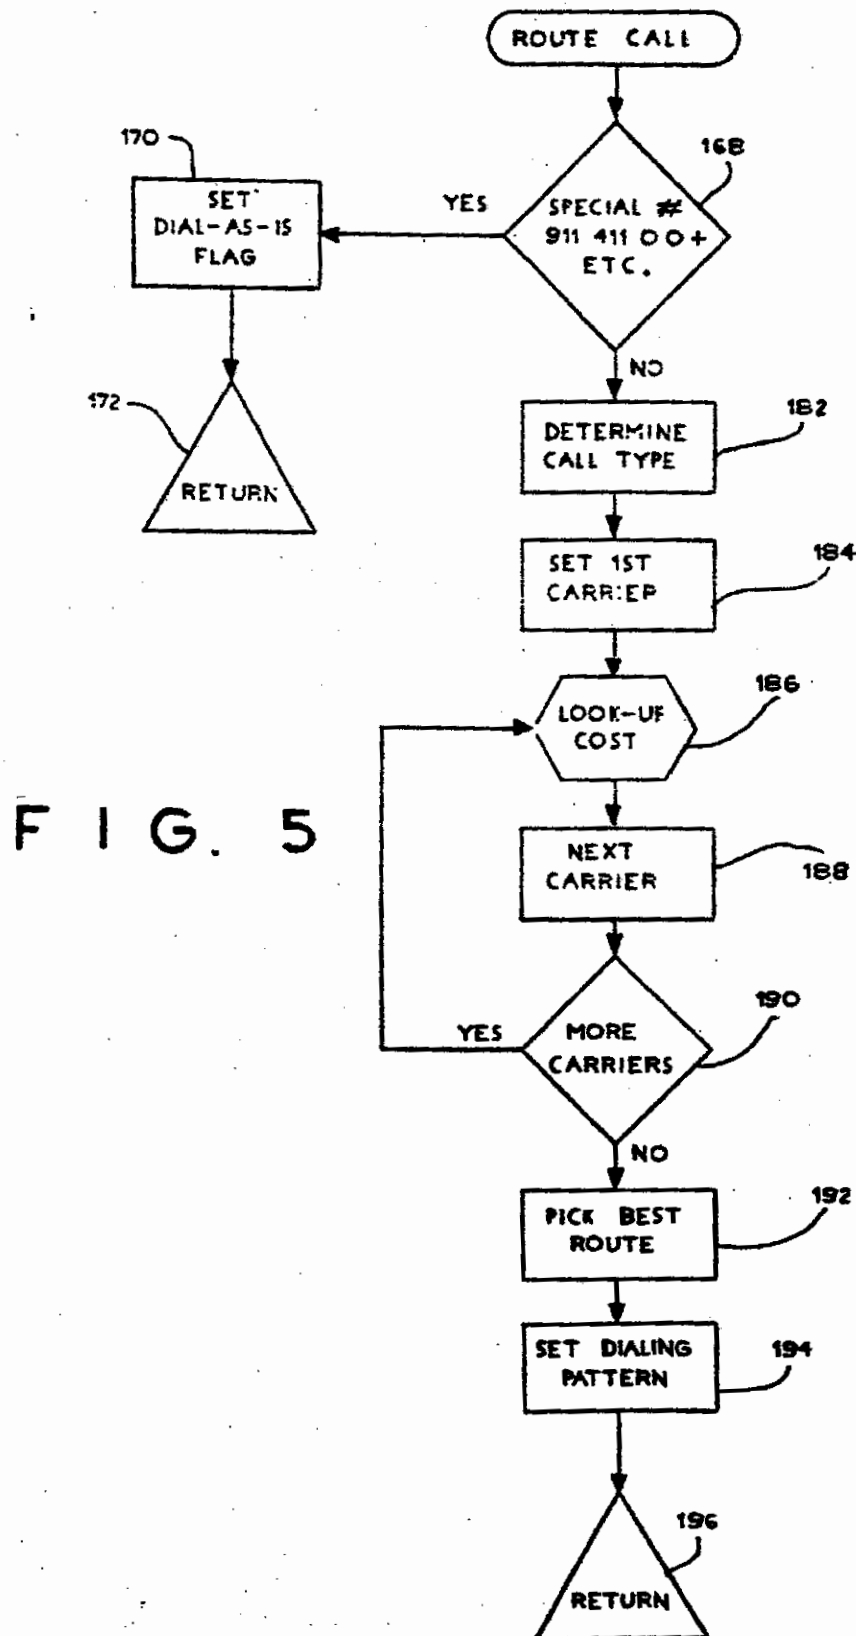 ROUTE CALL
168
SPECIAL #
911 411 00+
ETC.
YES
170
SET
DIAL-AS-IS
FLAG
172
RETURN
NO
182
DETERMINE
CALL TYPE
184
SET 1ST
CARRIER
186
LOOK-UP
COST
188
NEXT
CARRIER
190
MORE
CARRIERS
YES
NO
192
PICK BEST
ROUTE
194
SET DIALING
PATTERN
196
RETURN
FIG. 5